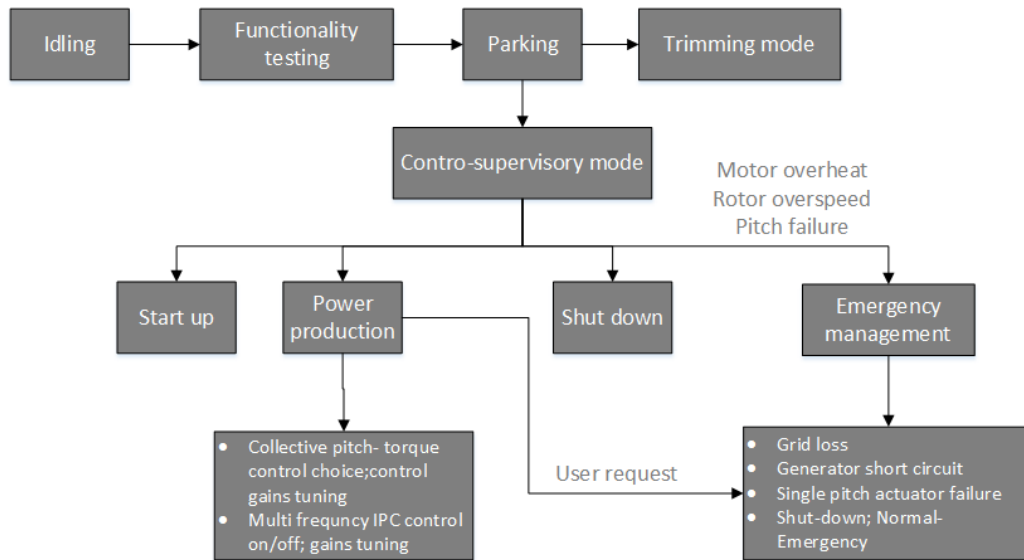 Idling
Functionality
testing
Parking
Trimming mode
Contro-supervisory mode
Motor overheat
Rotor overspeed
Pitch failure
Start up
Power
production
Shut down
Emergency
management
• Collective pitch- torque
control choice;control
gains tuning
• Multi frequncy IPC control
on/off; gains tuning
User request
• Grid loss
• Generator short circuit
• Single pitch actuator failure
• Shut-down; Normal-
Emergency